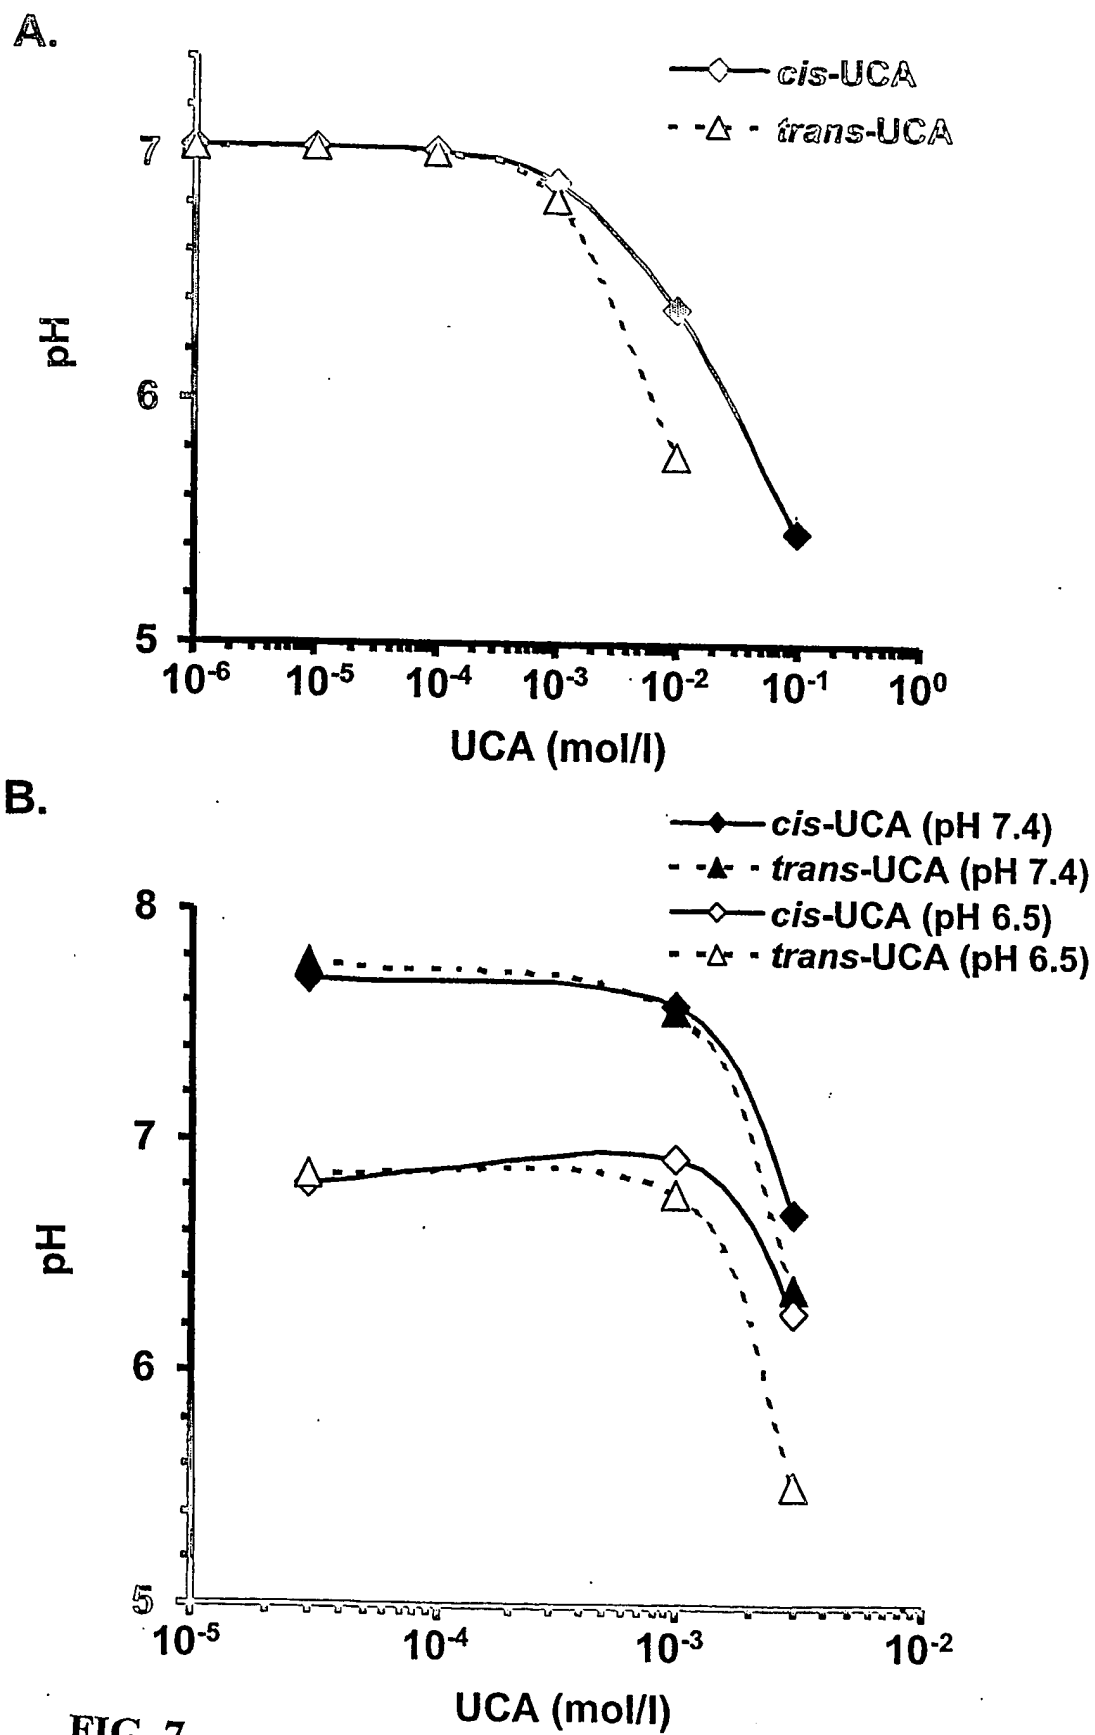 A.
cis-UCA
trans-UCA
7
6
5
pH
10-6 10-5 10-4 10-3 10-2 10-1 100
UCA (mol/l)
B.
cis-UCA (pH 7.4)
trans-UCA (pH 7.4)
cis-UCA (pH 6.5)
trans-UCA (pH 6.5)
8
7
6
5
pH
10-5 10-4 10-3 10-2
UCA (mol/l)
FIG. 7